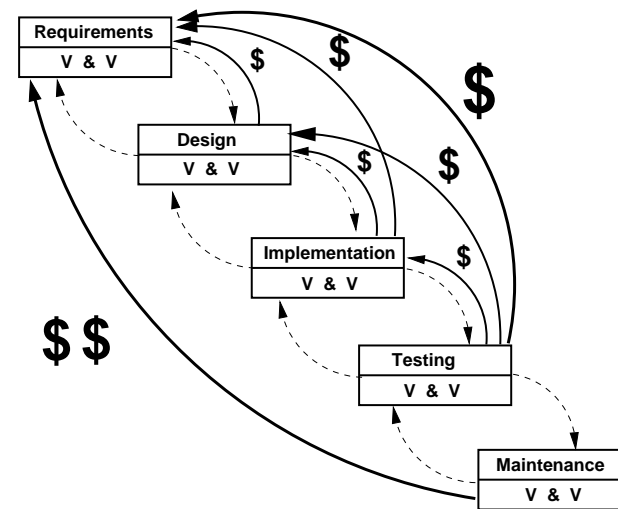 Requirements
V & V
$
$
$
Design
V & V
$
$
Implementation
V & V
$
$ $
Testing
V & V
Maintenance
V & V